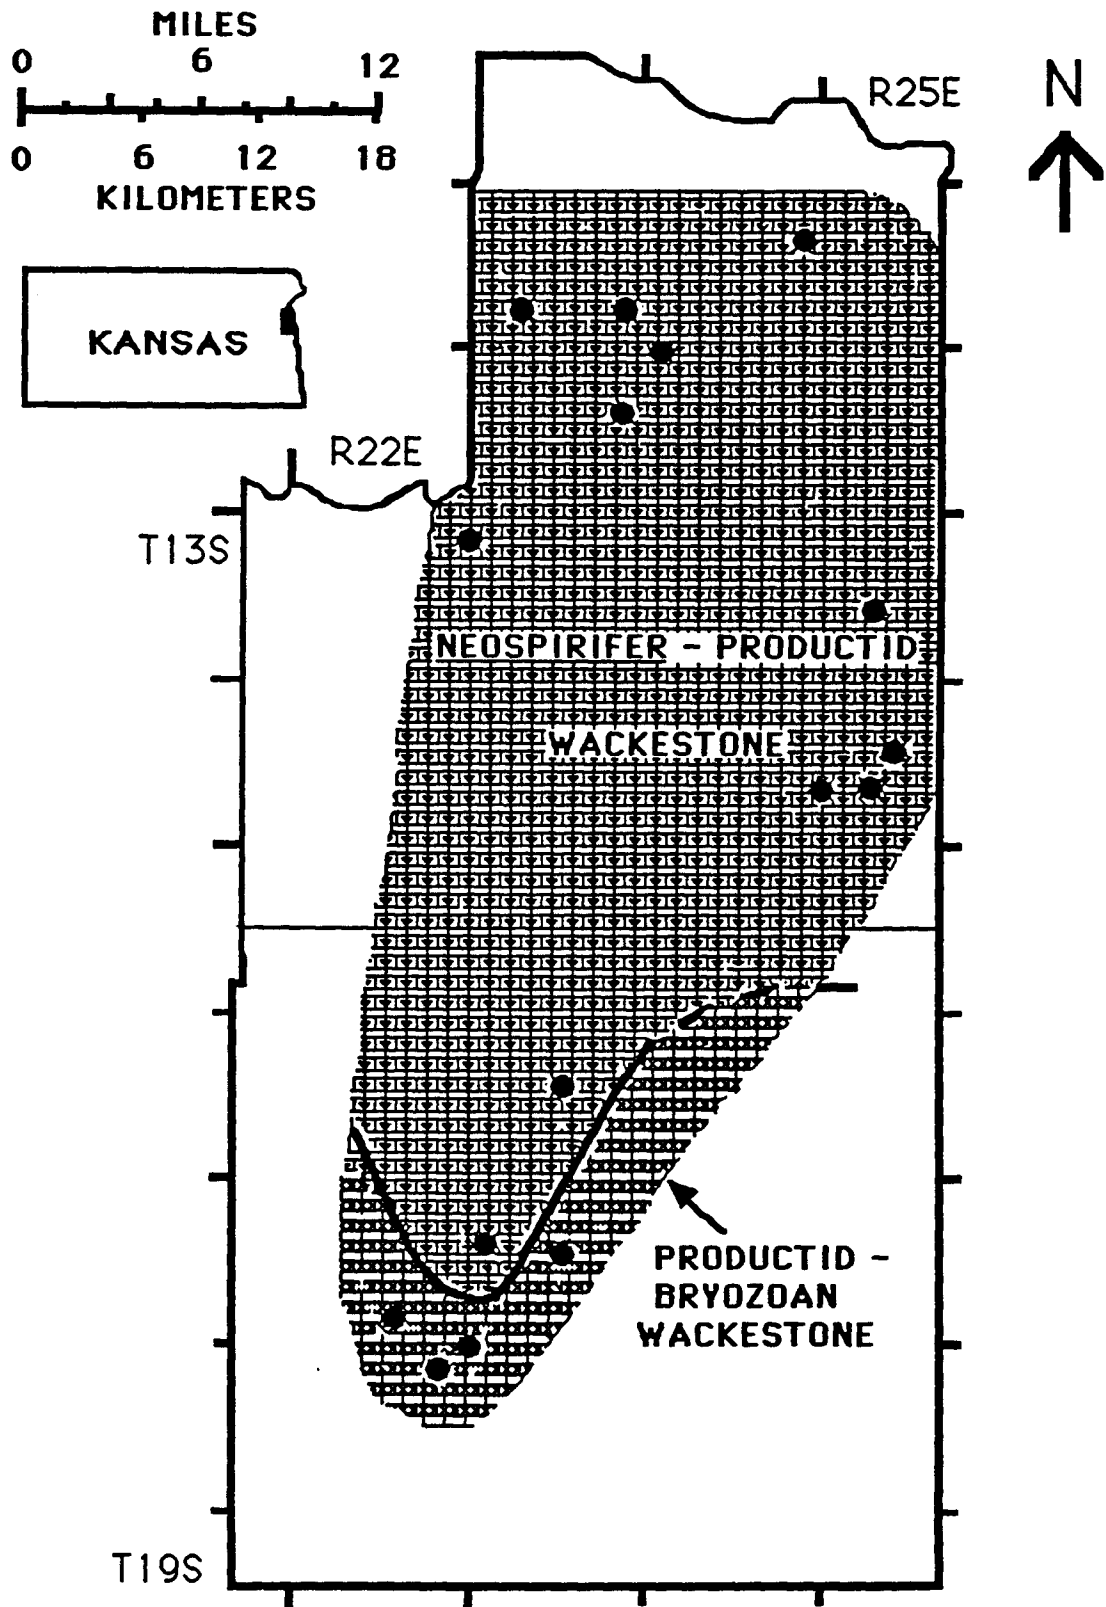 MILES
0 6 12
0 6 12 18
KILOMETERS
R25E
N
KANSAS
R22E
T13S
NEOSPIRIFER - PRODUCTID
WACKESTONE
PRODUCTID -
BRYOZOAN
WACKESTONE
T19S